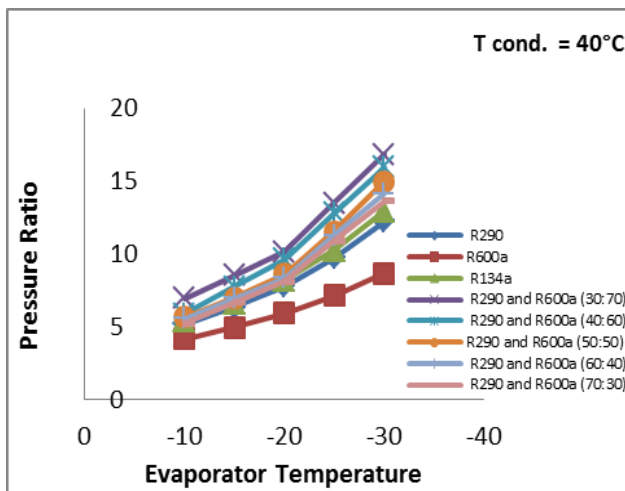 T cond. = 40°C
20
15
10
5
0
Pressure Ratio
0 -10 -20 -30 -40
Evaporator Temperature
R290
R600a
R134a
R290 and R600a (30:70)
R290 and R600a (40:60)
R290 and R600a (50:50)
R290 and R600a (60:40)
R290 and R600a (70:30)